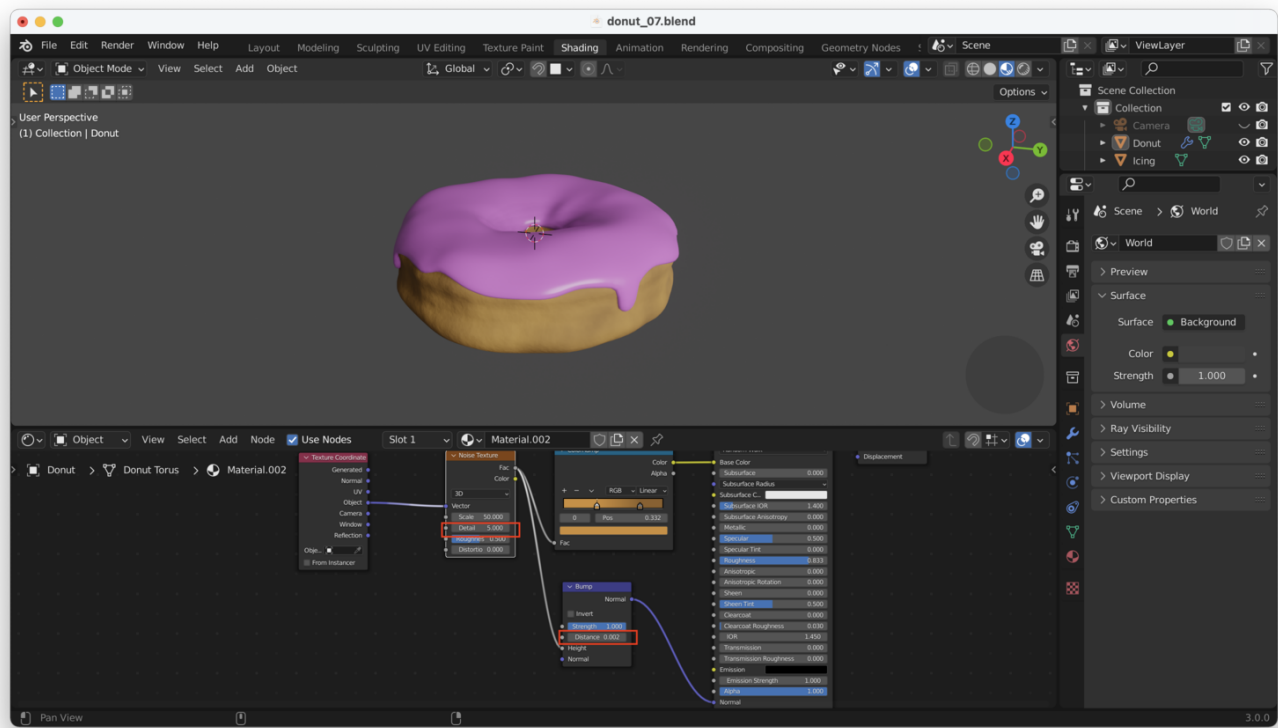 donut_07.blend
File Edit Render Window Help Layout Modeling Sculpting UV Editing Texture Paint Shading Animation Rendering Compositing Geometry Nodes Scene ViewLayer
Object Mode View Select Add Object Global
Options
User Perspective
(1) Collection | Donut
Z
Y
X
Scene Collection
Collection
Camera
Donut
Icing
Scene > World
World
Preview
Surface
Surface Background
Color
Strength 1.000
Volume
Ray Visibility
Settings
Viewport Display
Custom Properties
Object View Select Add Node Use Nodes Slot 1 Material.002
Donut > Donut Torus > Material.002
Texture Coordinate
Generated
Normal
UV
Object
Camera
Window
Reflection
Obje..
From Instancer
Noise Texture
Fac
Color
3D
Vector
Scale 50.000
Detail 5.000
Roughnes 0.500
Distortio 0.000
Color
Alpha
RGB Linear
0 Pos 0.332
Fac
Bump
Normal
Invert
Strength 1.000
Distance 0.002
Height
Normal
Base Color
Subsurface 0.000
Subsurface Radius
Subsurface C..
Subsurface IOR 1.400
Subsurface Anisotropy 0.000
Metallic 0.000
Specular 0.500
Specular Tint 0.000
Roughness 0.833
Anisotropic 0.000
Anisotropic Rotation 0.000
Sheen 0.000
Sheen Tint 0.500
Clearcoat 0.000
Clearcoat Roughness 0.030
IOR 1.450
Transmission 0.000
Transmission Roughness 0.000
Emission
Emission Strength 1.000
Alpha 1.000
Normal
Displacement
Pan View
3.0.0